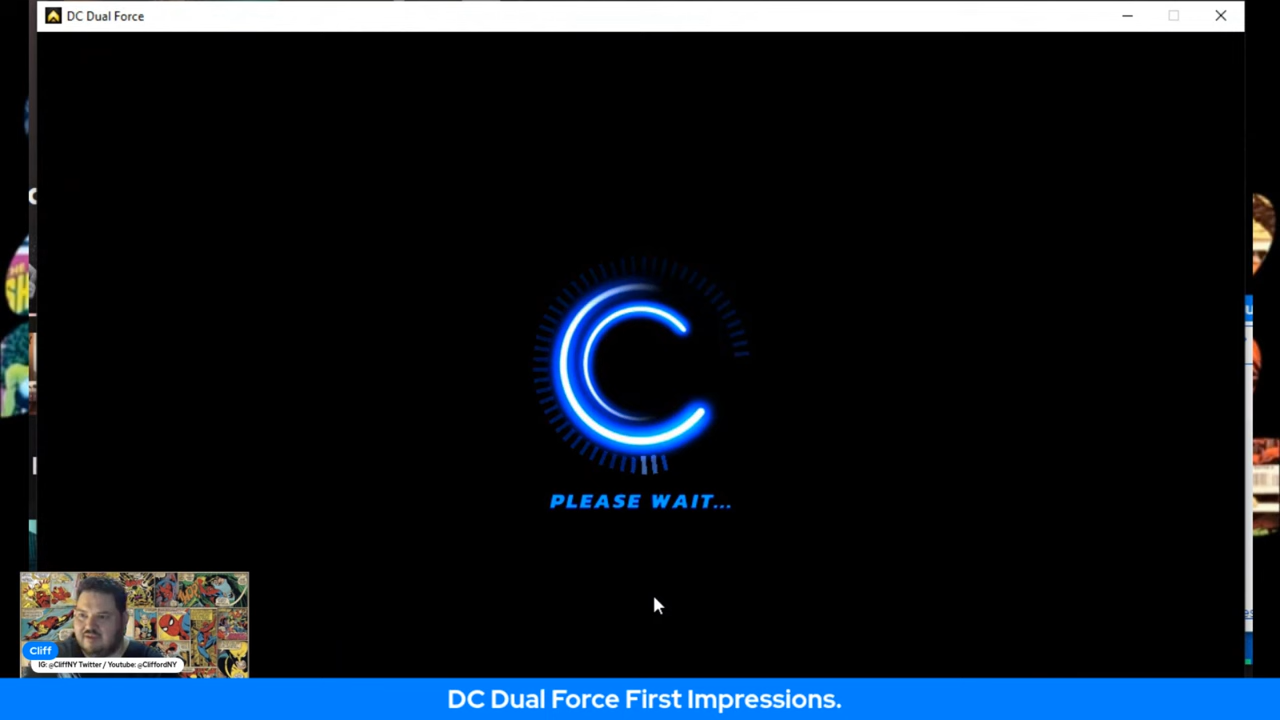 DC Dual Force
PLEASE WAIT...
Cliff
IG: @CliffNY Twitter / Youtube: @CliffordNY
DC Dual Force First Impressions.